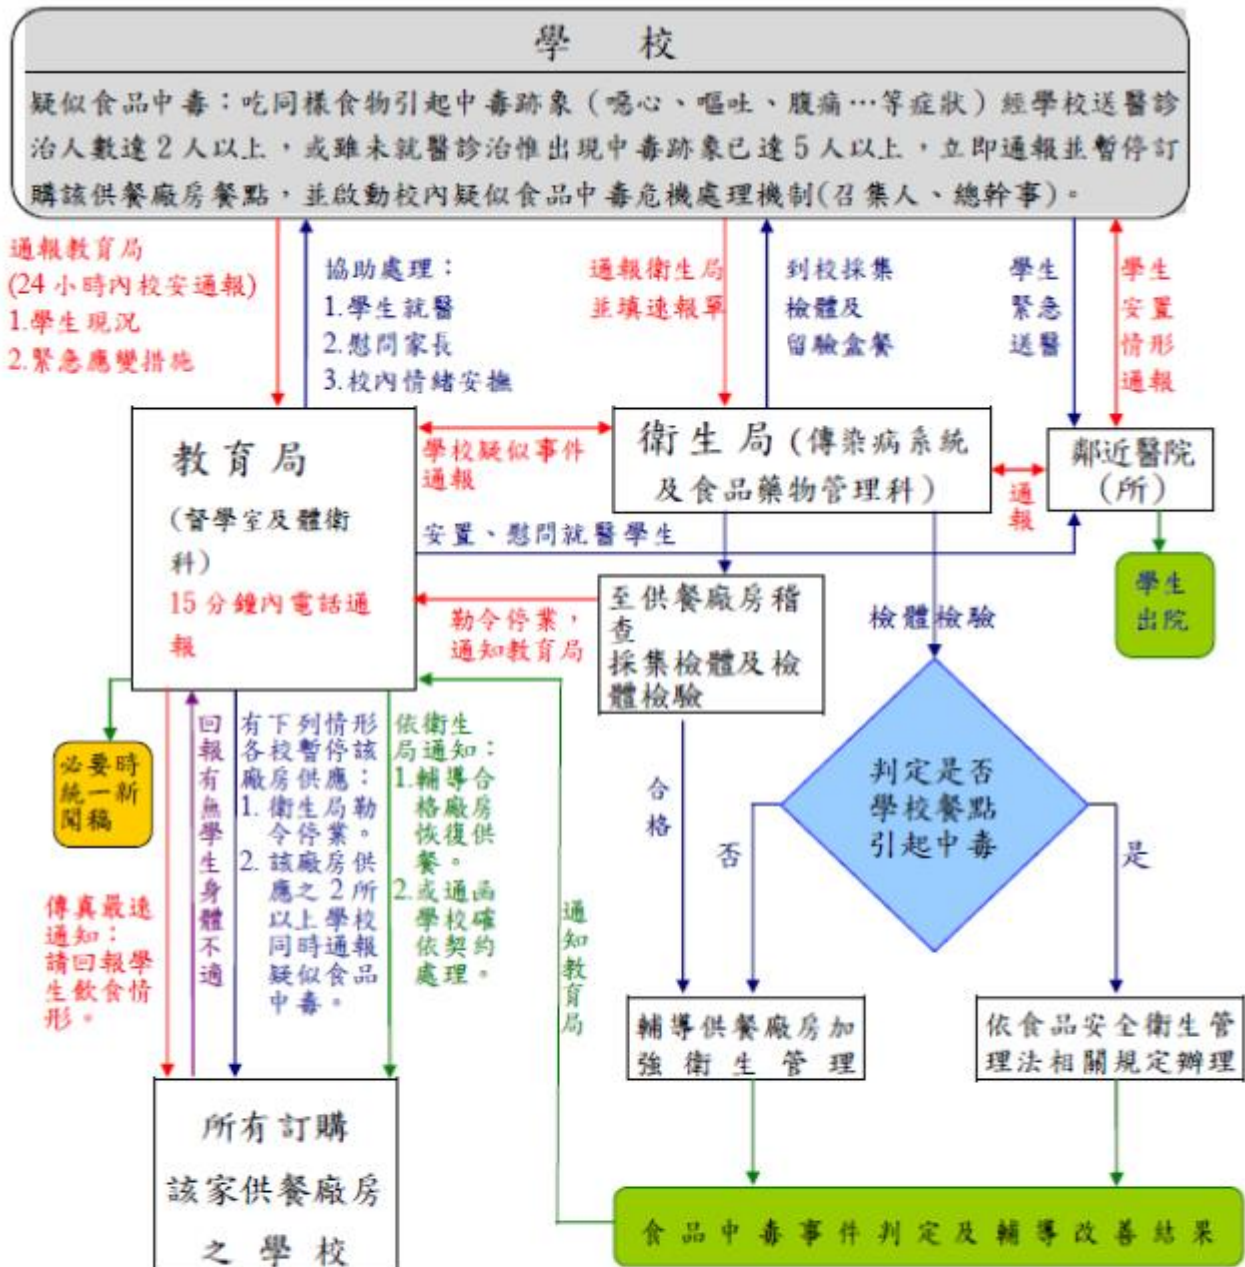 學 校
疑似食品中毒：吃同樣食物引起中毒跡象（噁心、嘔吐、腹痛…等症狀）經學校送醫診
治人數達2人以上，或雖未就醫診治惟出現中毒跡象已達5人以上，立即通報並暫停訂
購該供餐廠房餐點，並啟動校內疑似食品中毒危機處理機制(召集人、總幹事)。
通報教育局
(24小時內校安通報)
1.學生現況
2.緊急應變措施
協助處理：
1.學生就醫
2.慰問家長
3.校內情緒安撫
通報衛生局
並填速報單
到校採集
檢體及
留驗盒餐
學生
緊急
送醫
學生
安置
情形
通報
教育局
(督學室及體衛
科)
15分鐘內電話通
報
學校疑似事件
通報
衛生局(傳染病系統
及食品藥物管理科)
通報
鄰近醫院
(所)
安置、慰問就醫學生
勒令停業，
通知教育局
至供餐廠房稽
查
採集檢體及檢
體檢驗
檢體檢驗
學生
出院
必要時
統一新
聞稿
傳真最速
通知：
請回報學
生飲食情
形。
回報有無學生身體不適
有下列情形
各校暫停該
廠房供應：
1. 衛生局勒
令停業。
2. 該廠房供
應之2所
以上學校
同時通報
疑似食品
中毒。
依衛生
局通知：
1.輔導合
格廠房
恢復供
餐。
2.或通函
學校確
依契約
處理。
通知教育局
合格
否
判定是否
學校餐點
引起中毒
是
輔導供餐廠房加
強衛生管理
依食品安全衛生管
理法相關規定辦理
所有訂購
該家供餐廠房
之學校
食品中毒事件判定及輔導改善結果